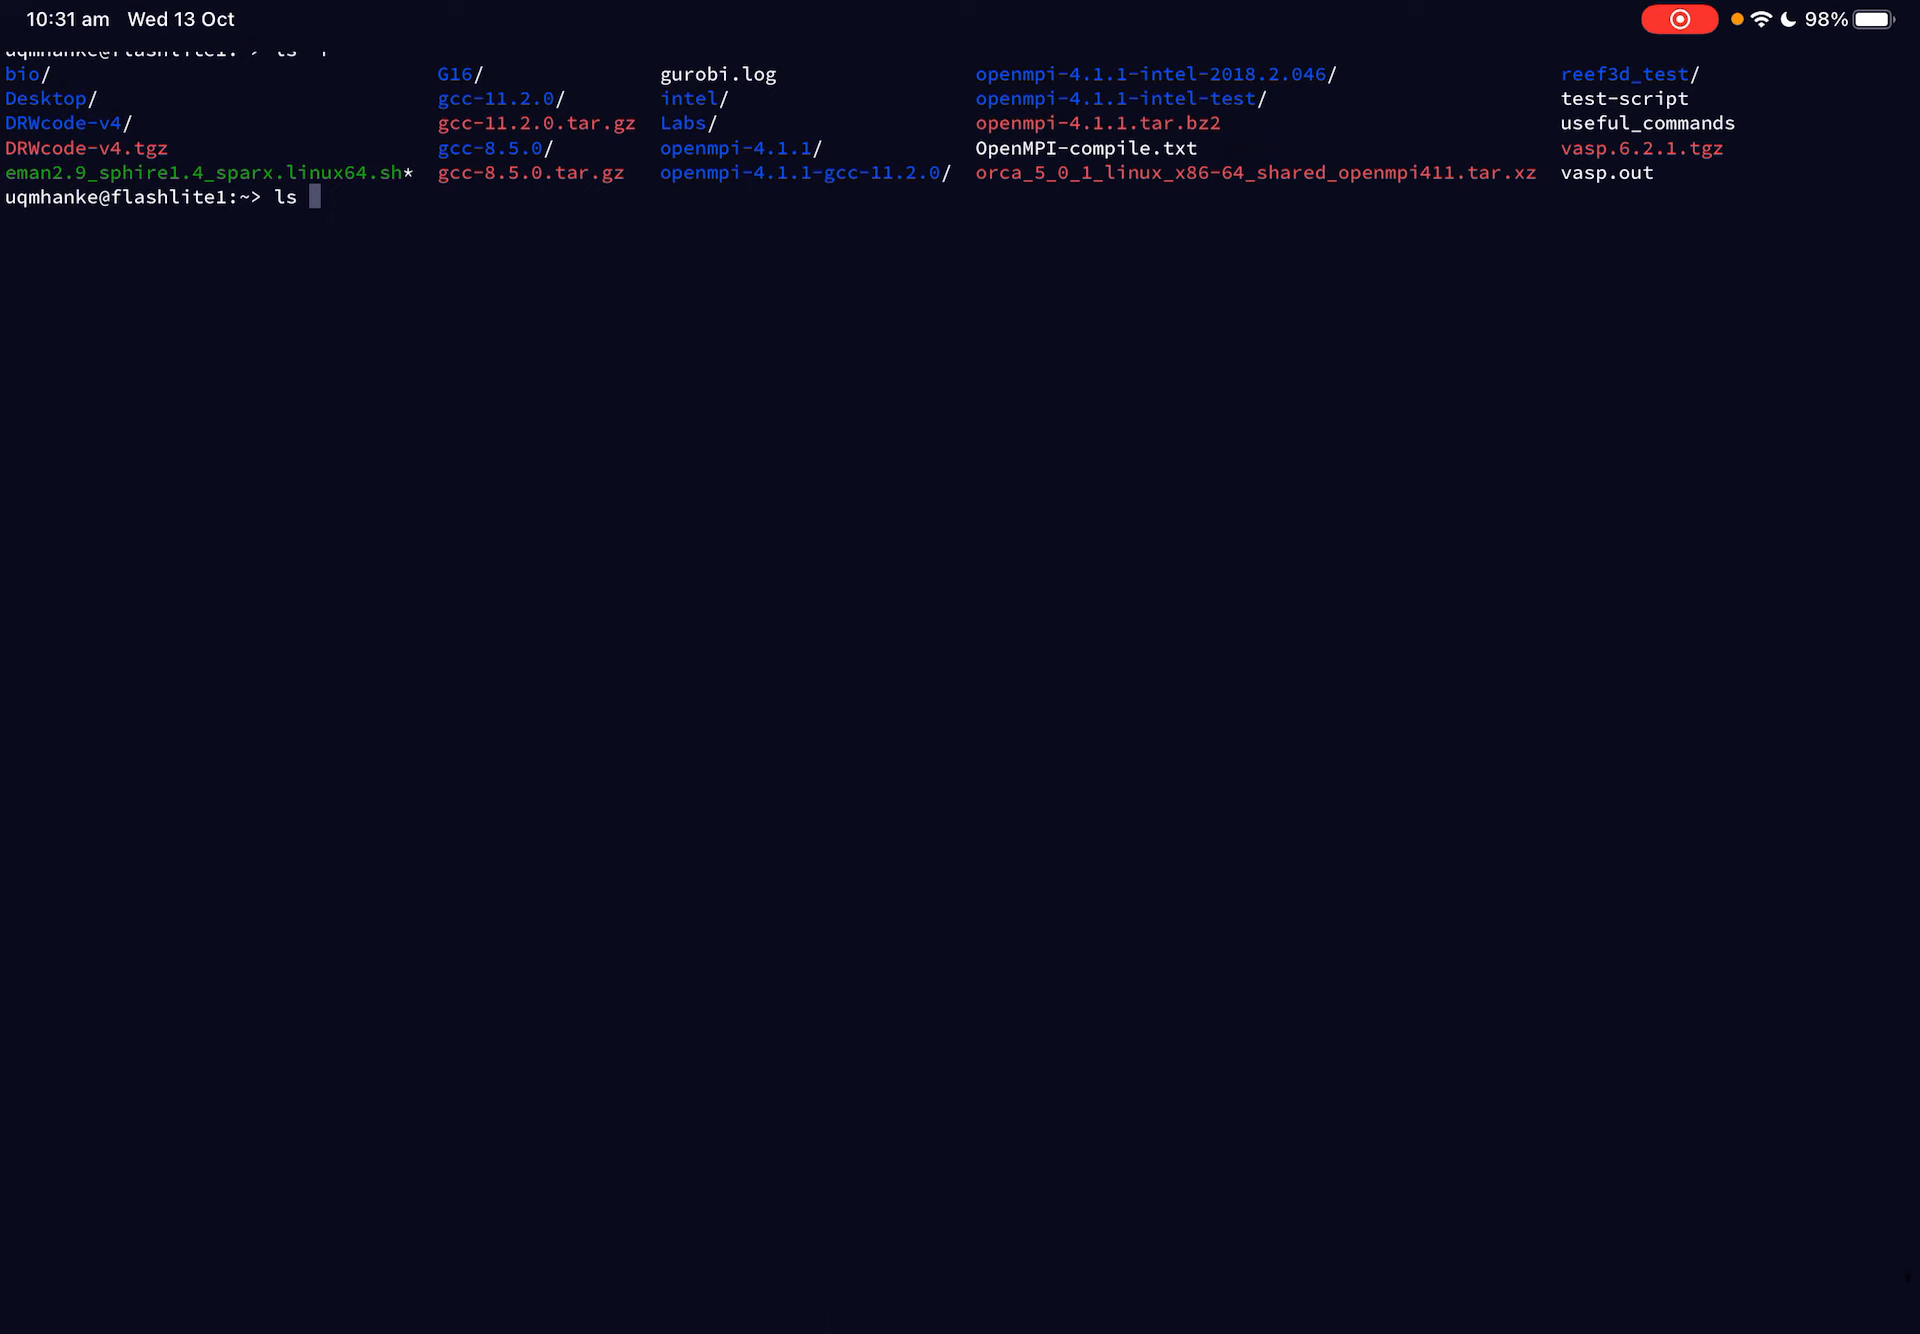 10:31 am Wed 13 Oct 98%
uqmhanke@flashlite1:~> ls
bio/ G16/ gurobi.log openmpi-4.1.1-intel-2018.2.046/ reef3d_test/
Desktop/ gcc-11.2.0/ intel/ openmpi-4.1.1-intel-test/ test-script
DRWcode-v4/ gcc-11.2.0.tar.gz Labs/ openmpi-4.1.1.tar.bz2 useful_commands
DRWcode-v4.tgz gcc-8.5.0/ openmpi-4.1.1/ OpenMPI-compile.txt vasp.6.2.1.tgz
eman2.9_sphire1.4_sparx.linux64.sh* gcc-8.5.0.tar.gz openmpi-4.1.1-gcc-11.2.0/ orca_5_0_1_linux_x86-64_shared_openmpi411.tar.xz vasp.out
uqmhanke@flashlite1:~> ls